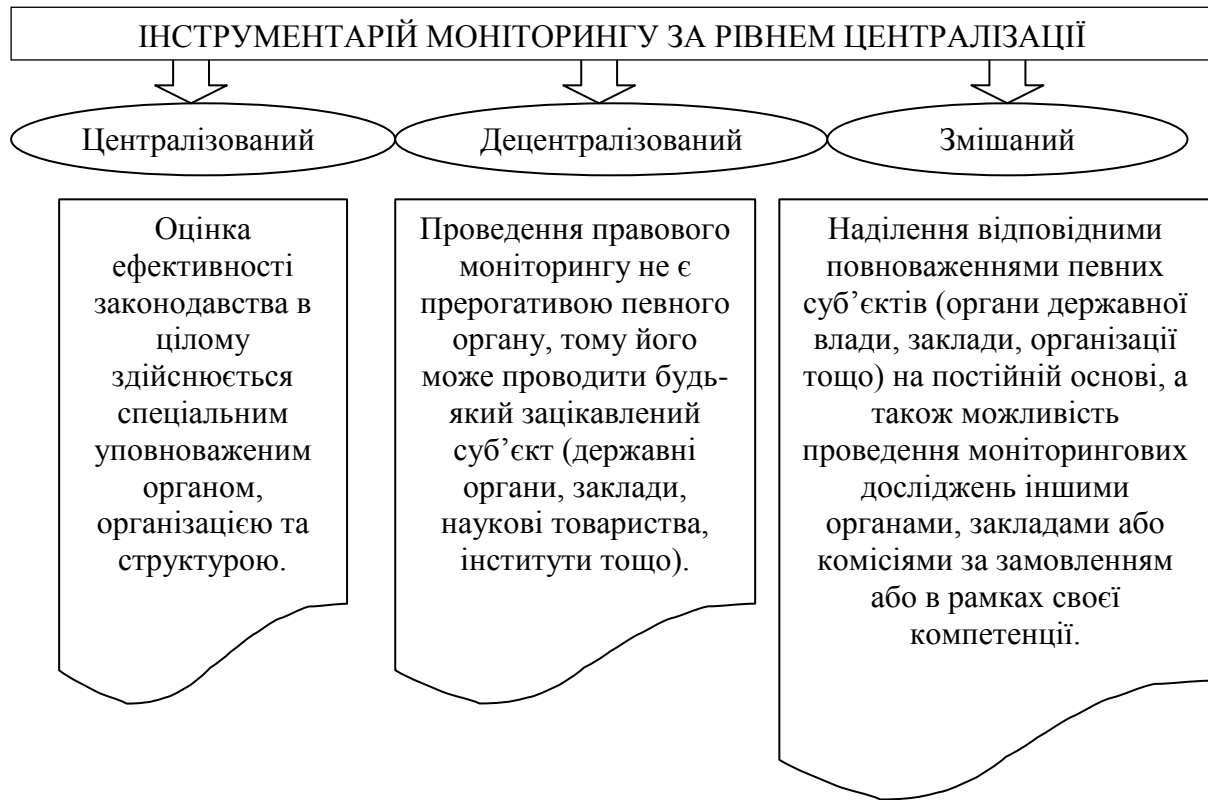 ІНСТРУМЕНТАРІЙ МОНІТОРИНГУ ЗА РІВНЕМ ЦЕНТРАЛІЗАЦІЇ
Централізований
Децентралізований
Змішаний
Оцінка
ефективності
законодавства в
цілому
здійснюється
спеціальним
уповноваженим
органом,
організацією та
структурою.
Проведення правового
моніторингу не є
прерогативою певного
органу, тому його
може проводити будь-
який зацікавлений
суб’єкт (державні
органи, заклади,
наукові товариства,
інститути тощо).
Наділення відповідними
повноваженнями певних
суб’єктів (органи державної
влади, заклади, організації
тощо) на постійній основі, а
також можливість
проведення моніторингових
досліджень іншими
органами, закладами або
комісіями за замовленням
або в рамках своєї
компетенції.